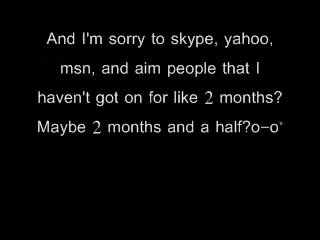 And I'm sorry to skype, yahoo,
msn, and aim people that I
haven't got on for like 2 months?
Maybe 2 months and a half?o-o*